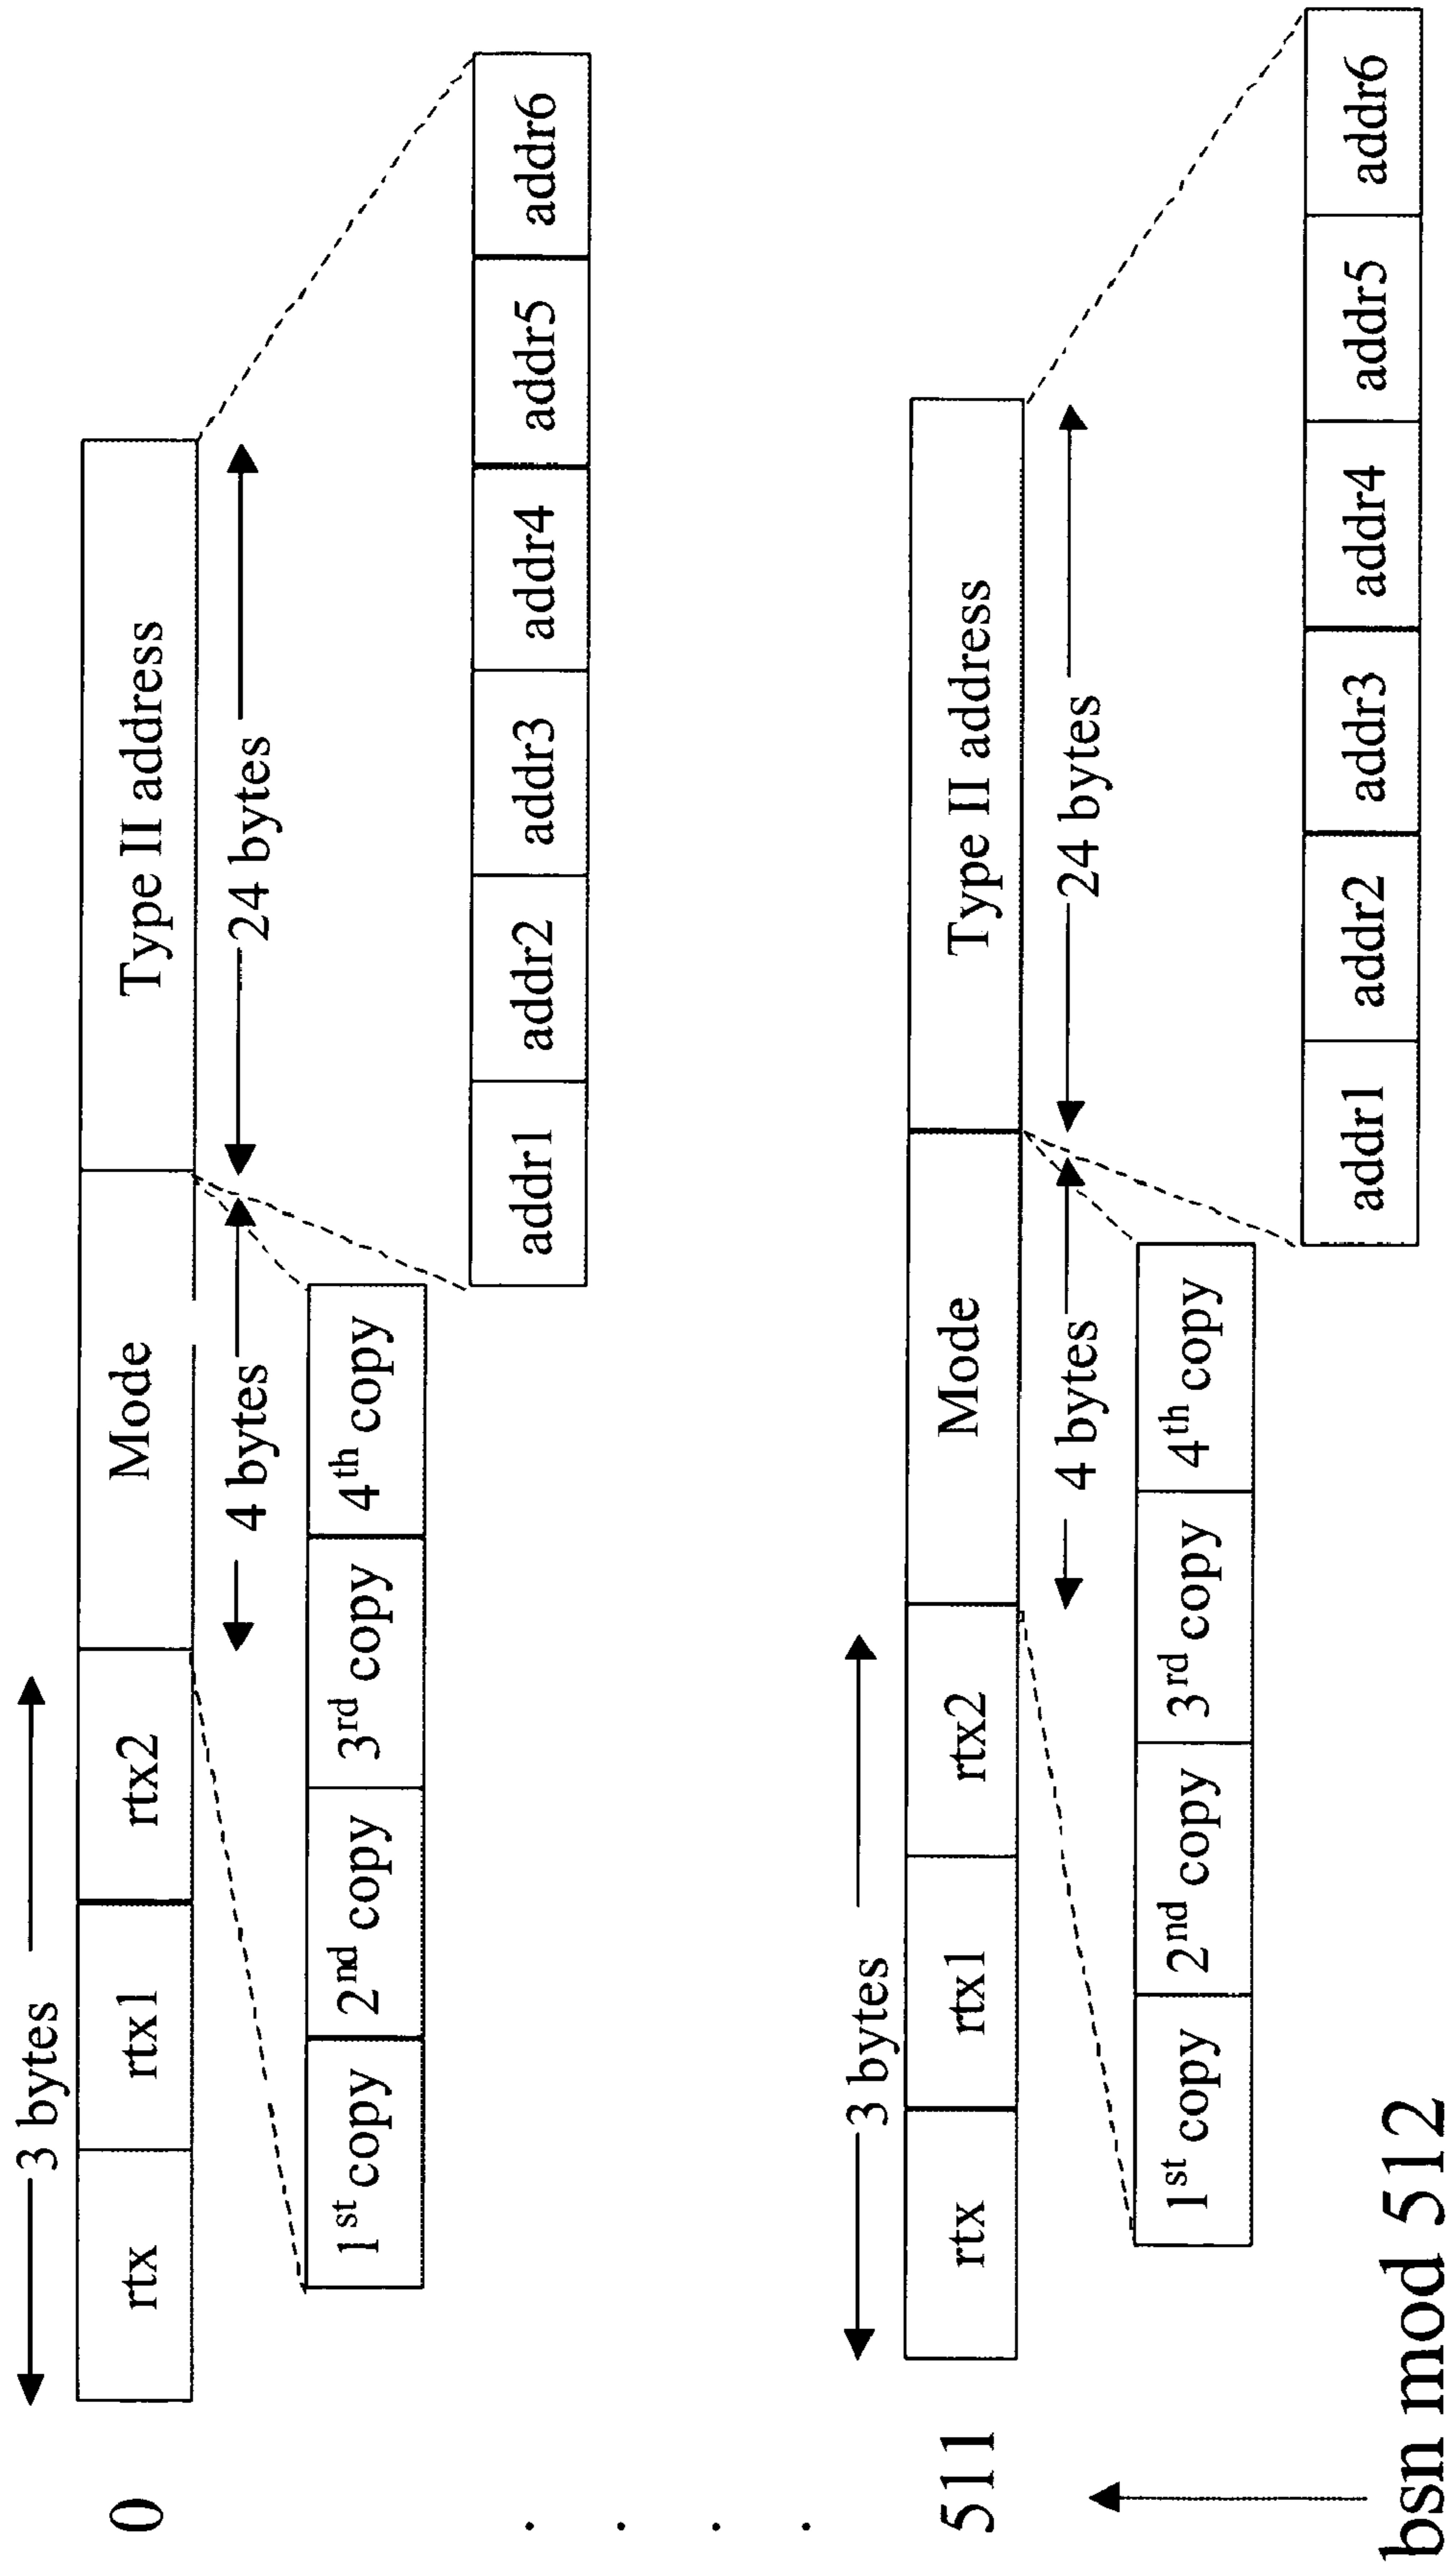 3 bytes
0 rtx rtx1 rtx2 Mode Type II address
4 bytes 24 bytes
1st copy 2nd copy 3rd copy 4th copy
addr1 addr2 addr3 addr4 addr5 addr6
. . . .
3 bytes
511 rtx rtx1 rtx2 Mode Type II address
4 bytes 24 bytes
1st copy 2nd copy 3rd copy 4th copy
addr1 addr2 addr3 addr4 addr5 addr6
bsn mod 512